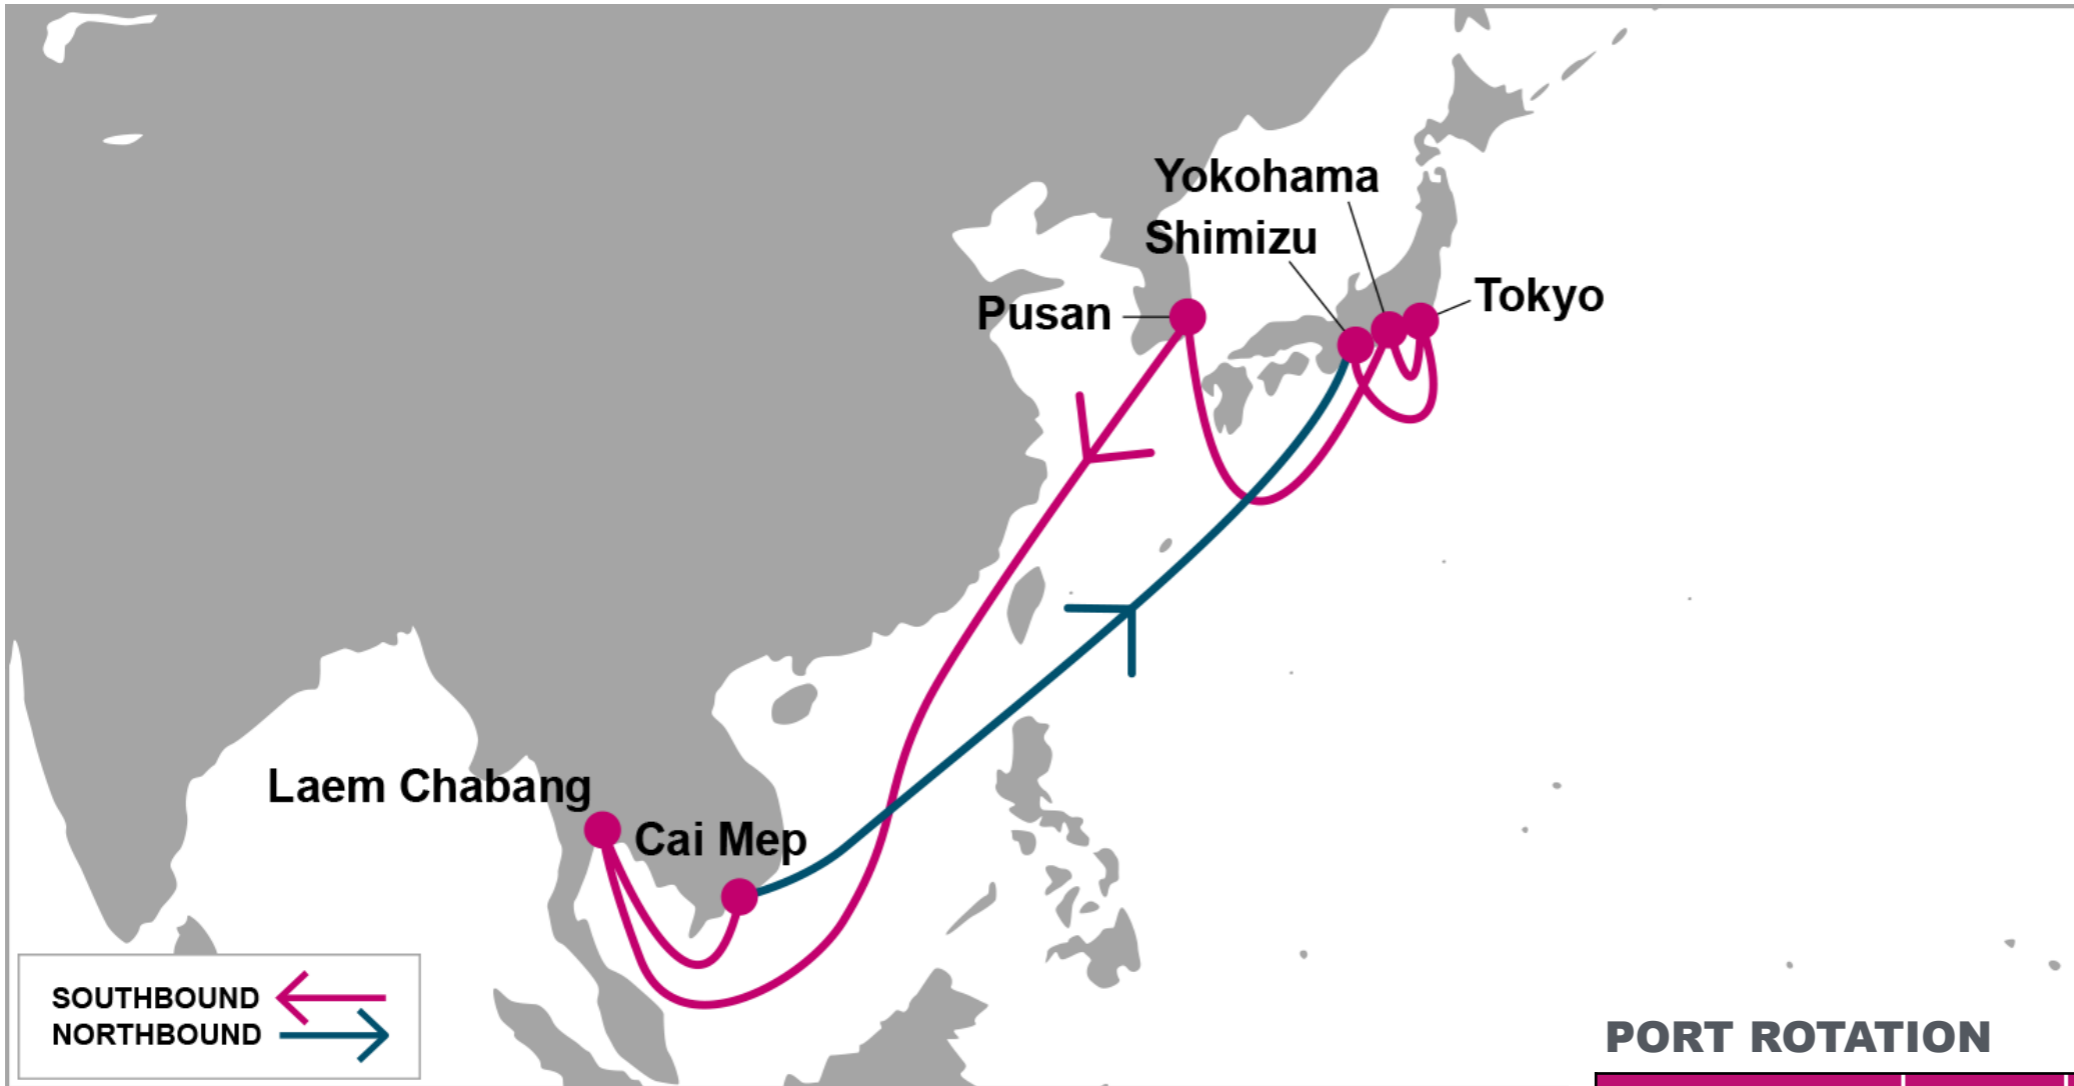 Yokohama
Shimizu
Tokyo
Pusan
Laem Chabang
Cai Mep
SOUTHBOUND
NORTHBOUND
PORT ROTATION